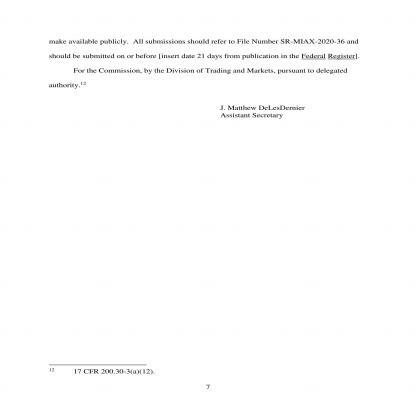 make available publicly. All submissions should refer to File Number SR-MIAX-2020-36 and
should be submitted on or before [insert date 21 days from publication in the Federal Register].
For the Commission, by the Division of Trading and Markets, pursuant to delegated
authority.12
J. Matthew DeLesDernier
Assistant Secretary
12 17 CFR 200.30-3(a)(12).
7